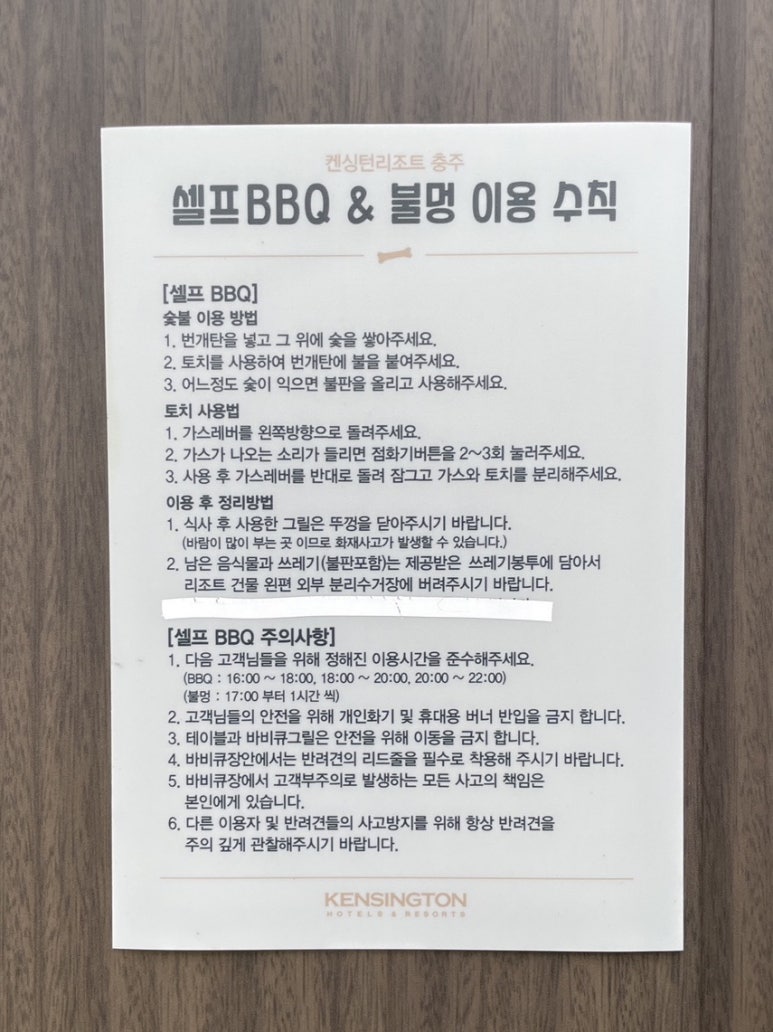 켄싱턴리조트 충주
셀프BBQ & 불멍 이용 수칙
[셀프 BBQ]
숯불 이용 방법
1. 번개탄을 넣고 그 위에 숯을 쌓아주세요.
2. 토치를 사용하여 번개탄에 불을 붙여주세요.
3. 어느정도 숯이 익으면 불판을 올리고 사용해주세요.
토치 사용법
1. 가스레버를 왼쪽방향으로 돌려주세요.
2. 가스가 나오는 소리가 들리면 점화기버튼을 2~3회 눌러주세요.
3. 사용 후 가스레버를 반대로 돌려 잠그고 가스와 토치를 분리해주세요.
이용 후 정리방법
1. 식사 후 사용한 그릴은 뚜껑을 닫아주시기 바랍니다.
(바람이 많이 부는 곳 이므로 화재사고가 발생할 수 있습니다.)
2. 남은 음식물과 쓰레기(불판포함)는 제공받은 쓰레기봉투에 담아서
리조트 건물 왼편 외부 분리수거장에 버려주시기 바랍니다.
[셀프 BBQ 주의사항]
1. 다음 고객님들을 위해 정해진 이용시간을 준수해주세요.
(BBQ : 16:00 ~ 18:00, 18:00 ~ 20:00, 20:00 ~ 22:00)
(불멍 : 17:00 부터 1시간 씩)
2. 고객님들의 안전을 위해 개인화기 및 휴대용 버너 반입을 금지 합니다.
3. 테이블과 바비큐그릴은 안전을 위해 이동을 금지 합니다.
4. 바비큐장안에서는 반려견의 리드줄을 필수로 착용해 주시기 바랍니다.
5. 바비큐장에서 고객부주의로 발생하는 모든 사고의 책임은
본인에게 있습니다.
6. 다른 이용자 및 반려견들의 사고방지를 위해 항상 반려견을
주의 깊게 관찰해주시기 바랍니다.
KENSINGTON
HOTELS & RESORTS